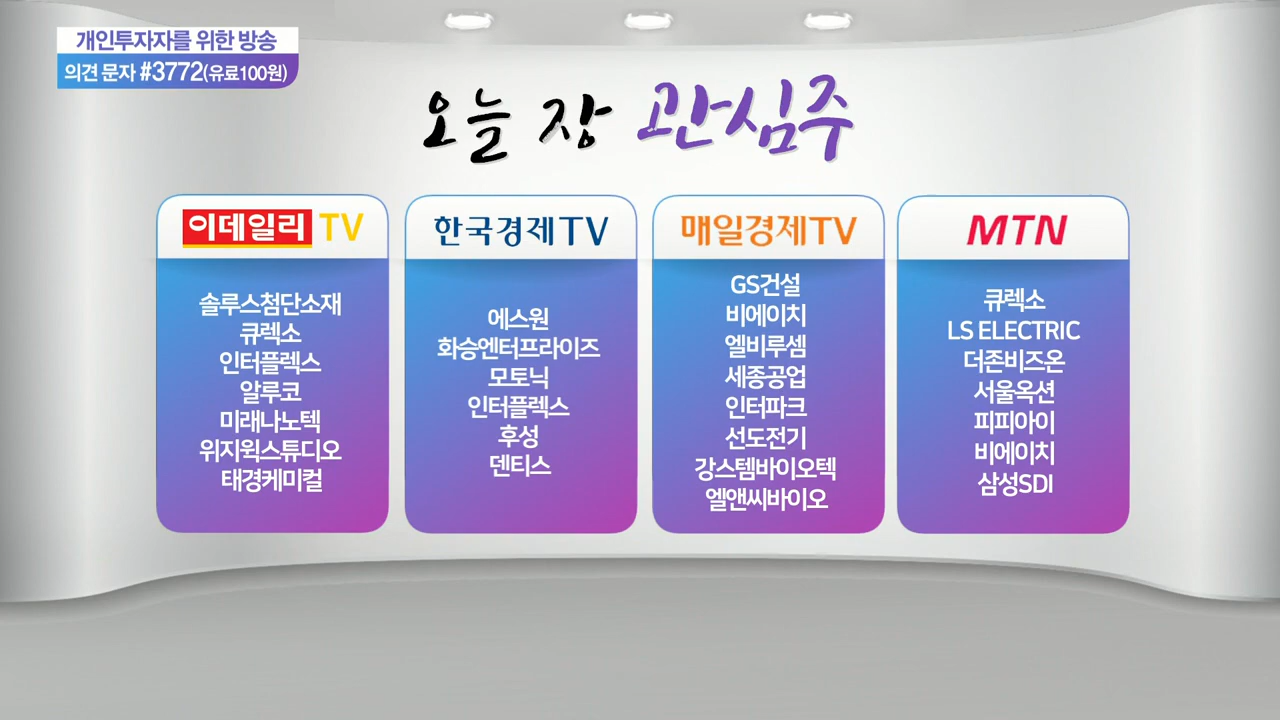 개인투자자를 위한 방송
의견 문자 #3772(유료100원)
오늘 장 관심주
이데일리 TV
솔루스첨단소재
큐렉소
인터플렉스
알루코
미래나노텍
위지윅스튜디오
태경케미컬
한국경제TV
에스원
화승엔터프라이즈
모토닉
인터플렉스
후성
덴티스
매일경제TV
GS건설
비에이치
엘비루셈
세종공업
인터파크
선도전기
강스템바이오텍
엘앤씨바이오
MTN
큐렉소
LS ELECTRIC
더존비즈온
서울옥션
피피아이
비에이치
삼성SDI